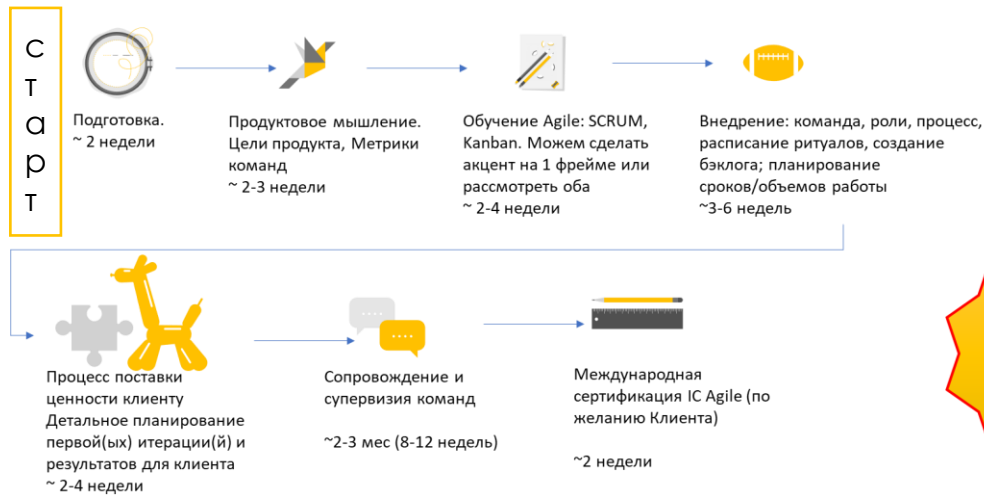 Старт
Подготовка.
~ 2 недели
Продуктовое мышление.
Цели продукта, Метрики
команд
~ 2-3 недели
Обучение Agile: SCRUM,
Kanban. Можем сделать
акцент на 1 фрейме или
рассмотреть оба
~ 2-4 недели
Внедрение: команда, роли, процесс,
расписание ритуалов, создание
бэклога; планирование
сроков/объемов работы
~3-6 недель
Процесс поставки
ценности клиенту
Детальное планирование
первой(ых) итерации(й) и
результатов для клиента
~ 2-4 недели
Сопровождение и
супервизия команд
~2-3 мес (8-12 недель)
Международная
сертификация IC Agile (по
желанию Клиента)
~2 недели